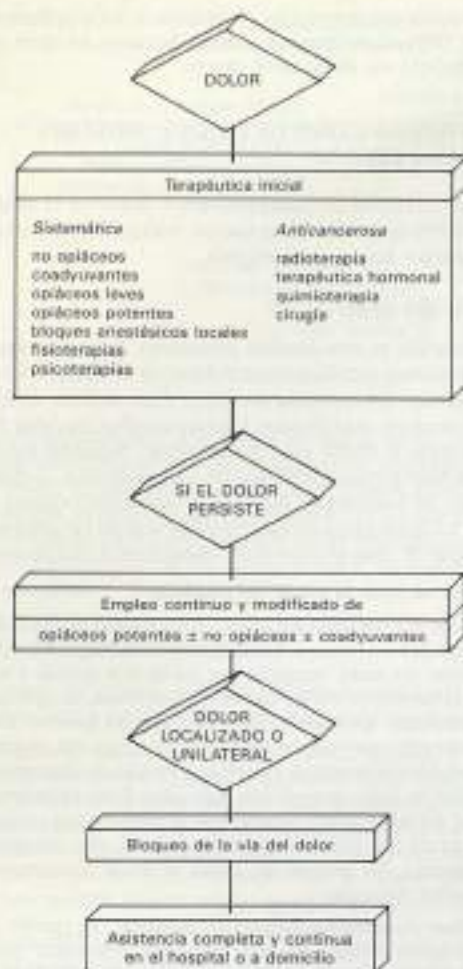 DOLOR
Terapéutica inicial
Sistemática
no opiáceos
coadyuvantes
opiáceos leves
opiáceos potentes
bloques anestésicos locales
fisioterapias
psicoterapias
Anticancerosa
radioterapia
terapéutica hormonal
quimioterapia
cirugía
SI EL DOLOR
PERSISTE
Empleo continuo y modificado de
opiáceos potentes ± no opiáceos ± coadyuvantes
DOLOR
LOCALIZADO O
UNILATERAL
Bloqueo de la vía del dolor
Asistencia completa y continua
en el hospital o a domicilio